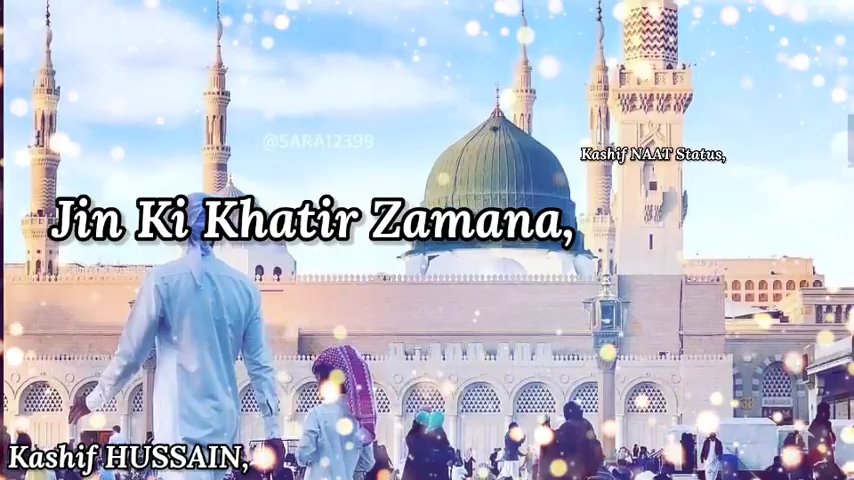 @SARA12399
Kashif NAAT Status,
Jin Ki Khatir Zamana,
Kashif HUSSAIN,